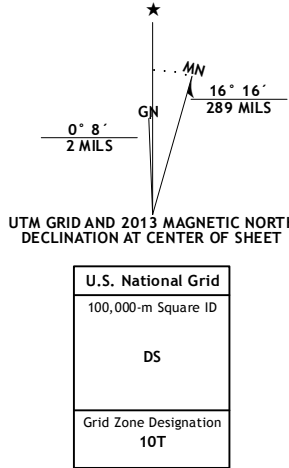 ★
MN
GN
16° 16´
289 MILS
0° 8´
2 MILS
UTM GRID AND 2013 MAGNETIC NORTH
DECLINATION AT CENTER OF SHEET
U.S. National Grid
100,000-m Square ID
DS
Grid Zone Designation
10T